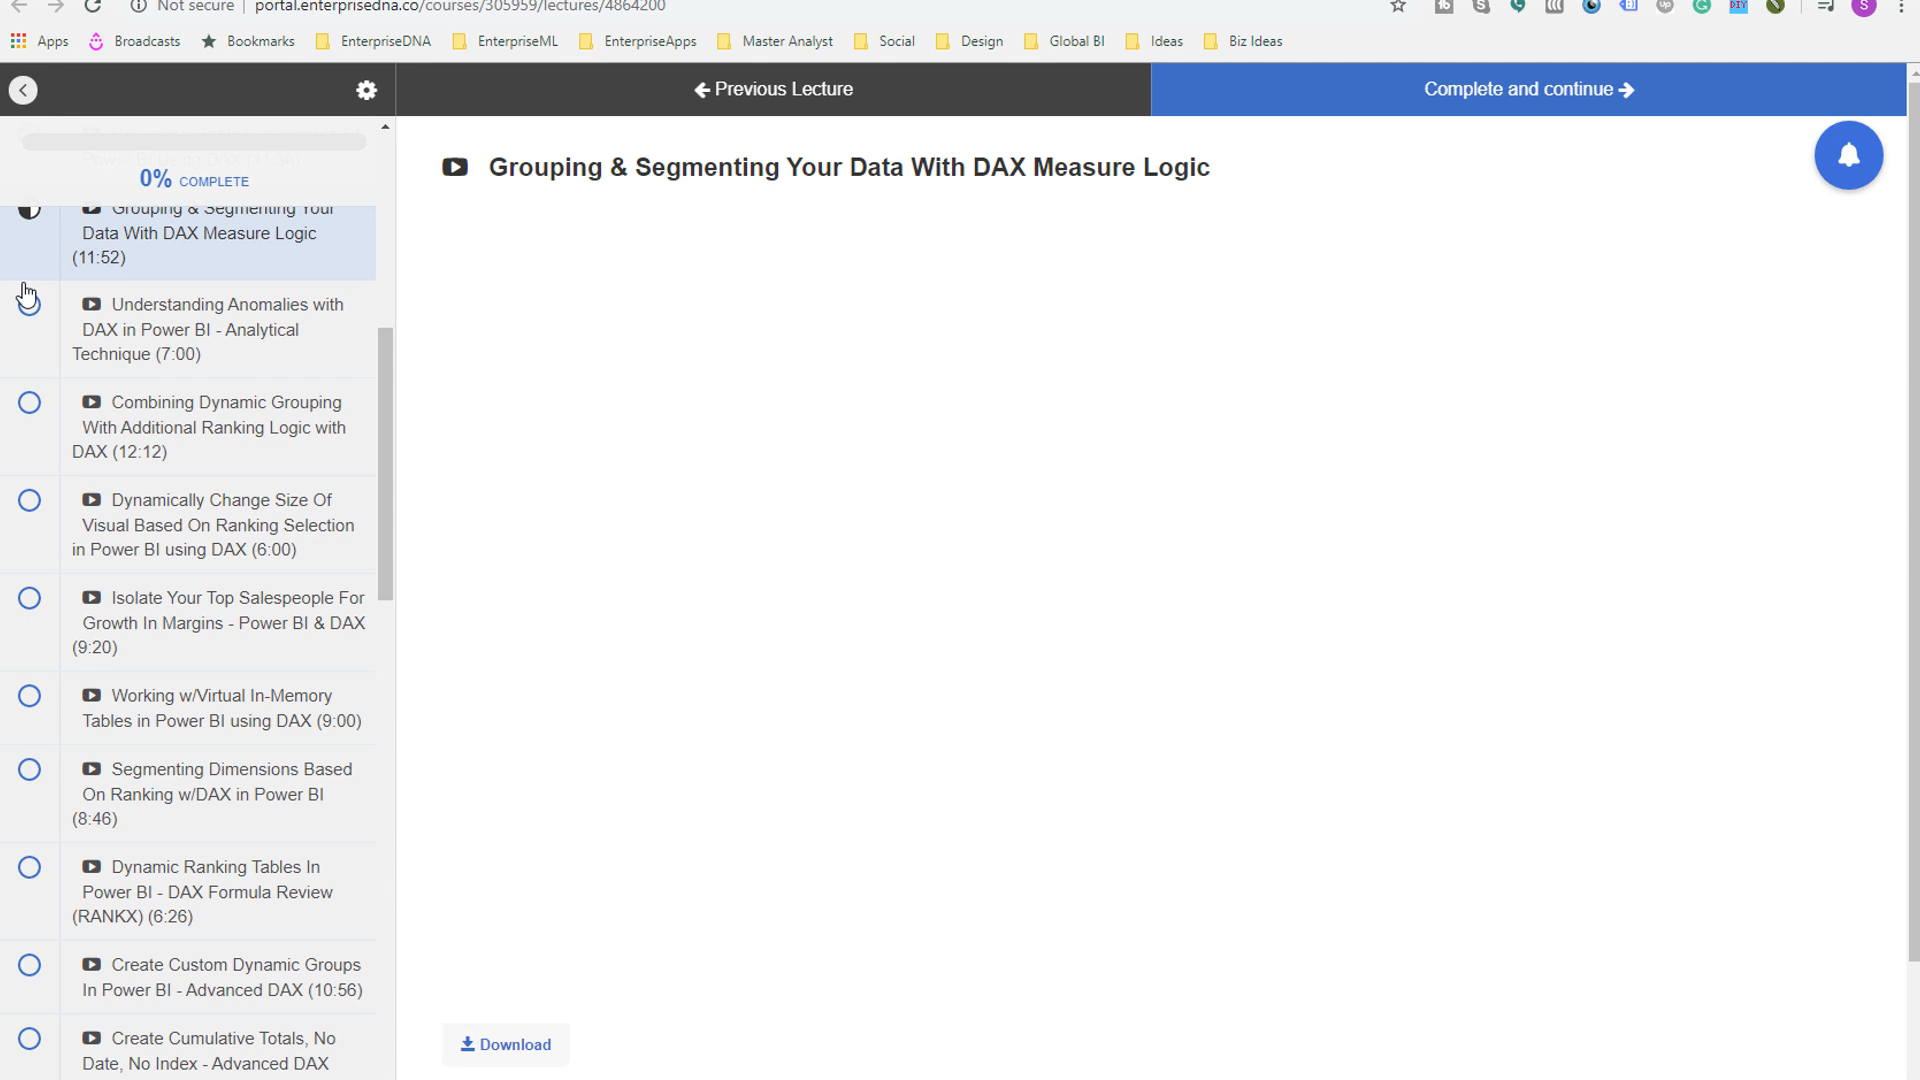 Not secure | portal.enterprisedna.co/courses/305959/lectures/4864200
Apps Broadcasts Bookmarks EnterpriseDNA EnterpriseML EnterpriseApps Master Analyst Social Design Global BI Ideas Biz Ideas
Previous Lecture
Complete and continue
0% COMPLETE
Grouping & Segmenting Your
Data With DAX Measure Logic
(11:52)
Understanding Anomalies with
DAX in Power BI - Analytical
Technique (7:00)
Combining Dynamic Grouping
With Additional Ranking Logic with
DAX (12:12)
Dynamically Change Size Of
Visual Based On Ranking Selection
in Power BI using DAX (6:00)
Isolate Your Top Salespeople For
Growth In Margins - Power BI & DAX
(9:20)
Working w/Virtual In-Memory
Tables in Power BI using DAX (9:00)
Segmenting Dimensions Based
On Ranking w/DAX in Power BI
(8:46)
Dynamic Ranking Tables In
Power BI - DAX Formula Review
(RANKX) (6:26)
Create Custom Dynamic Groups
In Power BI - Advanced DAX (10:56)
Create Cumulative Totals, No
Date, No Index - Advanced DAX
Grouping & Segmenting Your Data With DAX Measure Logic
Download